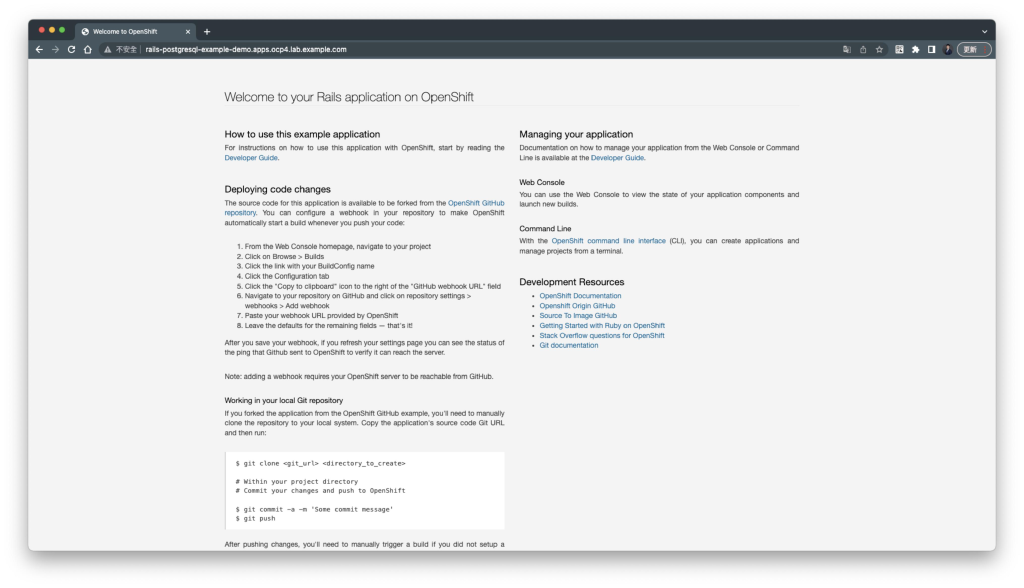 Welcome to OpenShift
不安全
rails-postgresql-example-demo.apps.ocp4.lab.example.com
更新
Welcome to your Rails application on OpenShift
How to use this example application
For instructions on how to use this application with OpenShift, start by reading the
Developer Guide.
Deploying code changes
The source code for this application is available to be forked from the OpenShift GitHub
repository. You can configure a webhook in your repository to make OpenShift
automatically start a build whenever you push your code:
1. From the Web Console homepage, navigate to your project
2. Click on Browse > Builds
3. Click the link with your BuildConfig name
4. Click the Configuration tab
5. Click the "Copy to clipboard" icon to the right of the "GitHub webhook URL" field
6. Navigate to your repository on GitHub and click on repository settings >
webhooks > Add webhook
7. Paste your webhook URL provided by OpenShift
8. Leave the defaults for the remaining fields — that's it!
After you save your webhook, if you refresh your settings page you can see the status of
the ping that Github sent to OpenShift to verify it can reach the server.
Note: adding a webhook requires your OpenShift server to be reachable from GitHub.
Working in your local Git repository
If you forked the application from the OpenShift GitHub example, you'll need to manually
clone the repository to your local system. Copy the application's source code Git URL
and then run:
$ git clone <git_url> <directory_to_create>
# Within your project directory
# Commit your changes and push to OpenShift
$ git commit -a -m 'Some commit message'
$ git push
After pushing changes, you'll need to manually trigger a build if you did not setup a
Managing your application
Documentation on how to manage your application from the Web Console or Command
Line is available at the Developer Guide.
Web Console
You can use the Web Console to view the state of your application components and
launch new builds.
Command Line
With the OpenShift command line interface (CLI), you can create applications and
manage projects from a terminal.
Development Resources
OpenShift Documentation
Openshift Origin GitHub
Source To Image GitHub
Getting Started with Ruby on OpenShift
Stack Overflow questions for OpenShift
Git documentation